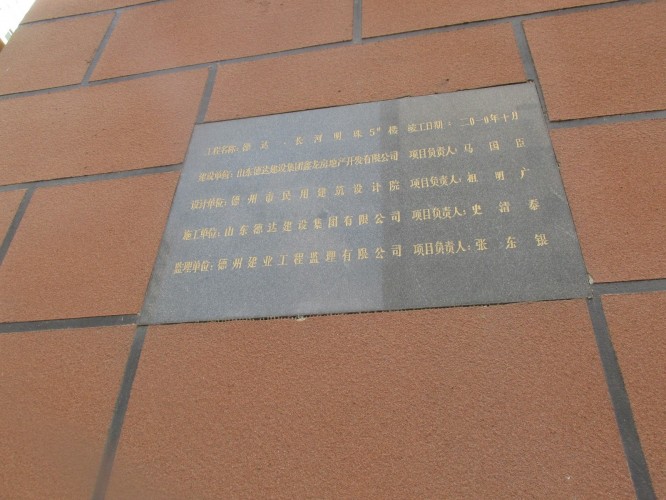 工程名称：德达·长河明珠5#楼 竣工日期：二〇一〇年十月
建设单位：山东德达建设集团鑫龙房地产开发有限公司 项目负责人：马国臣
设计单位：德州市民用建筑设计院 项目负责人：祖明广
施工单位：山东德达建设集团有限公司 项目负责人：史清泰
监理单位：德州建业工程监理有限公司 项目负责人：张东银